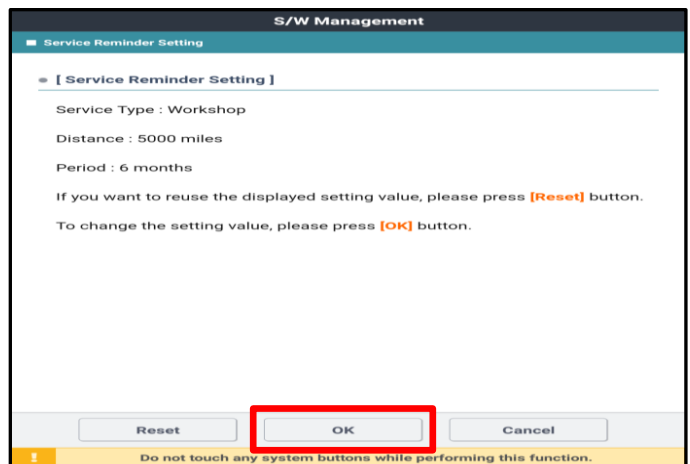 S/W Management
Service Reminder Setting
[ Service Reminder Setting ]
Service Type : Workshop
Distance : 5000 miles
Period : 6 months
If you want to reuse the displayed setting value, please press [Reset] button.
To change the setting value, please press [OK] button.
Reset OK Cancel
! Do not touch any system buttons while performing this function.